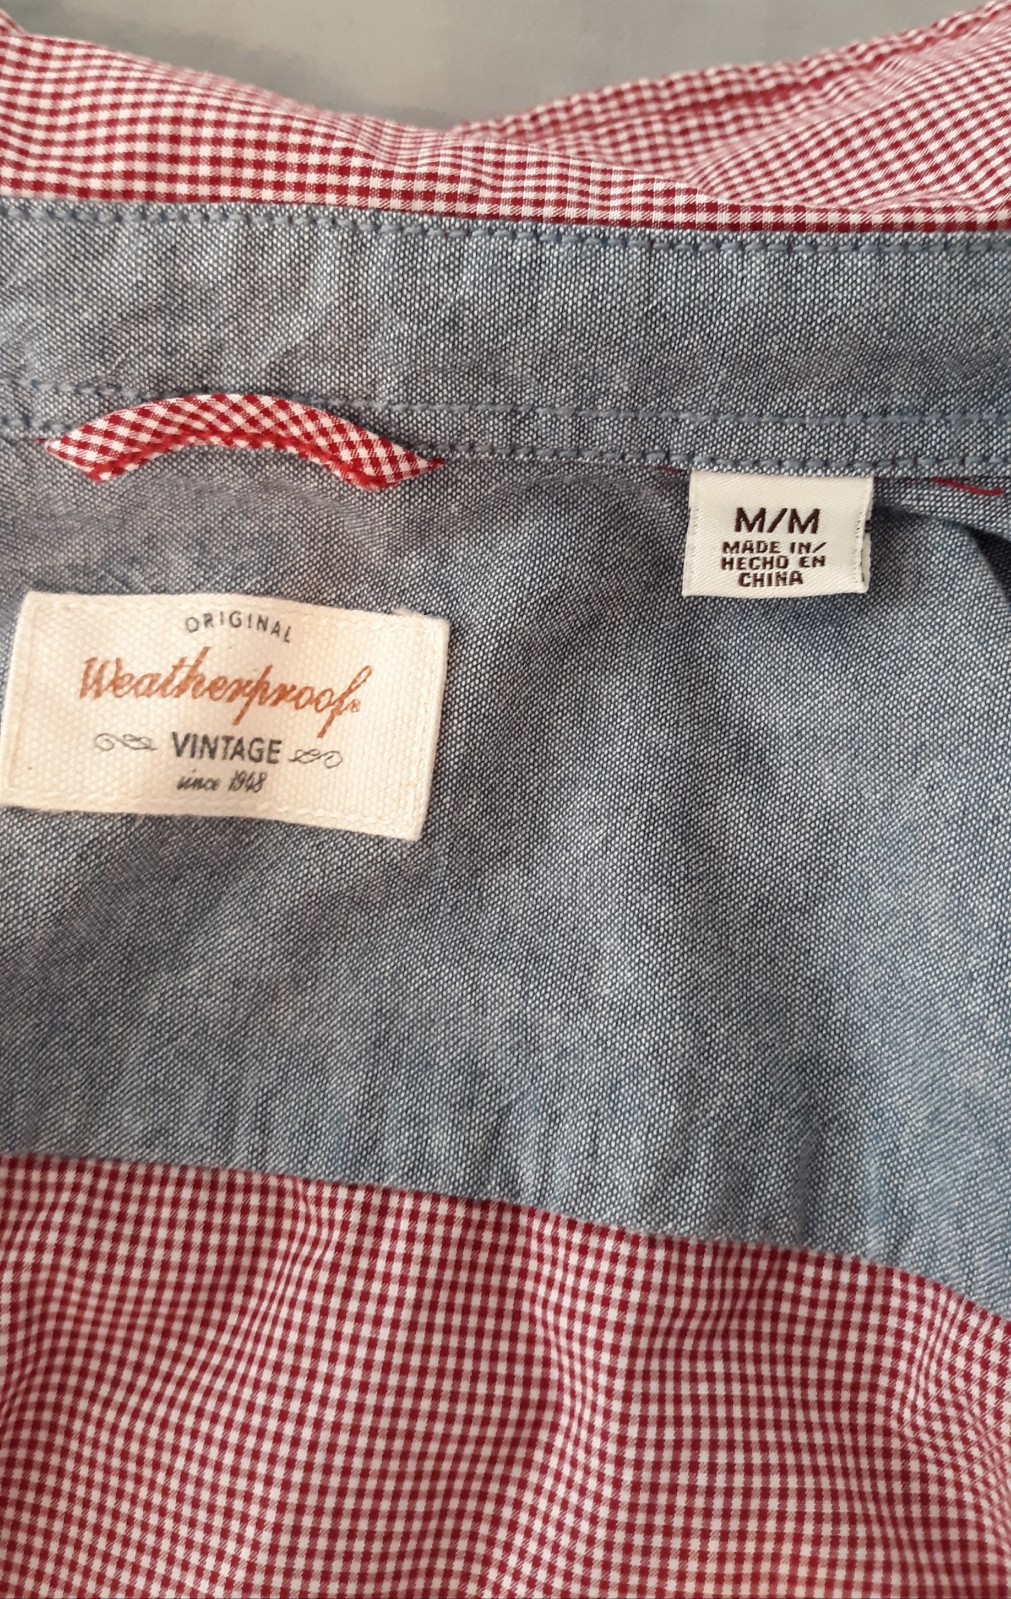 M/M
MADE IN/
HECHO EN
CHINA
ORIGINAL
Weatherproof®
VINTAGE
since 1948